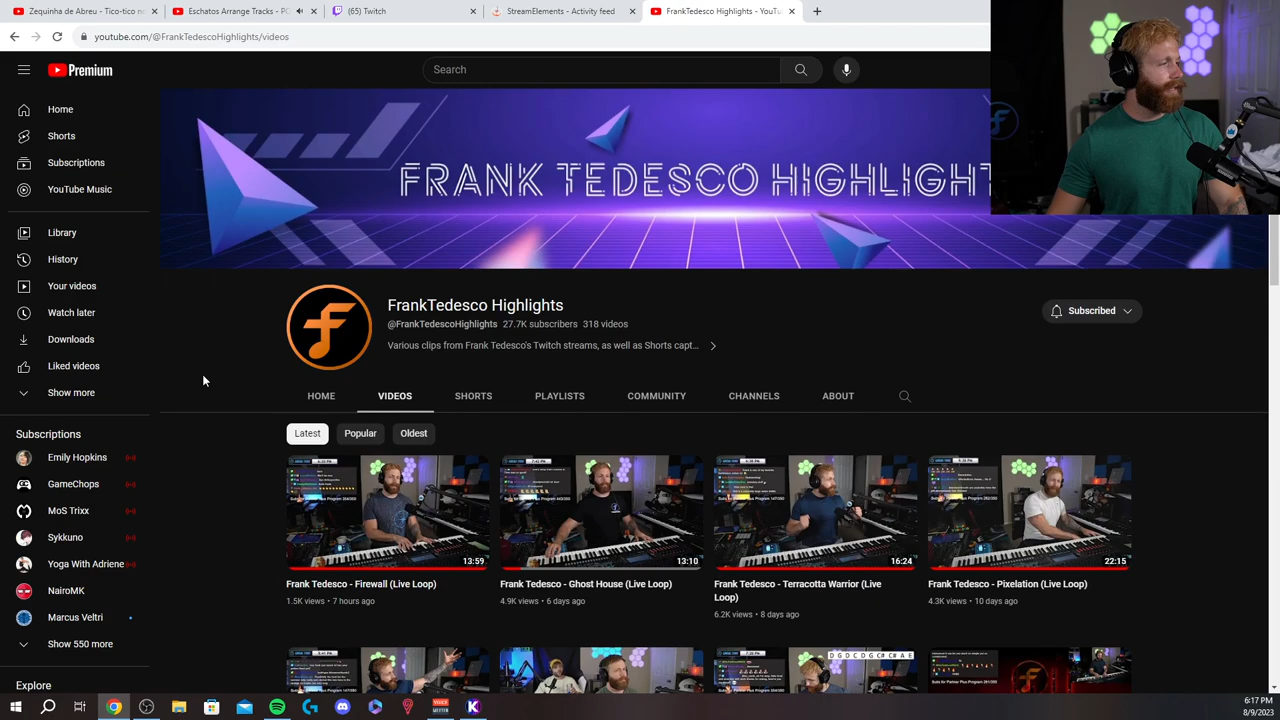 Zequinha de Abreu - Tico-tico n
Eschatos Arrange Tracks - PC
(65) Twitch
StreamElements - Activity feed
FrankTedesco Highlights - YouTu
youtube.com/@FrankTedescoHighlights/videos
Premium
Search
Home
Shorts
Subscriptions
YouTube Music
Library
History
Your videos
Watch later
Downloads
Liked videos
Show more
Subscriptions
Emily Hopkins
GameChops
Sykkuno
Yoga With Adriene
NairoMK
Marcus Veltri
Show 550 more
FRANK TEDESCO HIGHLIGHT
FrankTedesco Highlights
@FrankTedescoHighlights 27.7K subscribers 318 videos
Various clips from Frank Tedesco's Twitch streams, as well as Shorts capt...
Subscribed
HOME
VIDEOS
SHORTS
PLAYLISTS
COMMUNITY
CHANNELS
ABOUT
Latest
Popular
Oldest
13:59
13:10
16:24
22:15
Frank Tedesco - Firewall (Live Loop)
1.5K views • 7 hours ago
Frank Tedesco - Ghost House (Live Loop)
4.9K views • 6 days ago
Frank Tedesco - Terracotta Warrior (Live
Loop)
6.2K views • 8 days ago
Frank Tedesco - Pixelation (Live Loop)
4.3K views • 10 days ago
D G D C D G C# C# A E
6:17 PM
8/9/2023